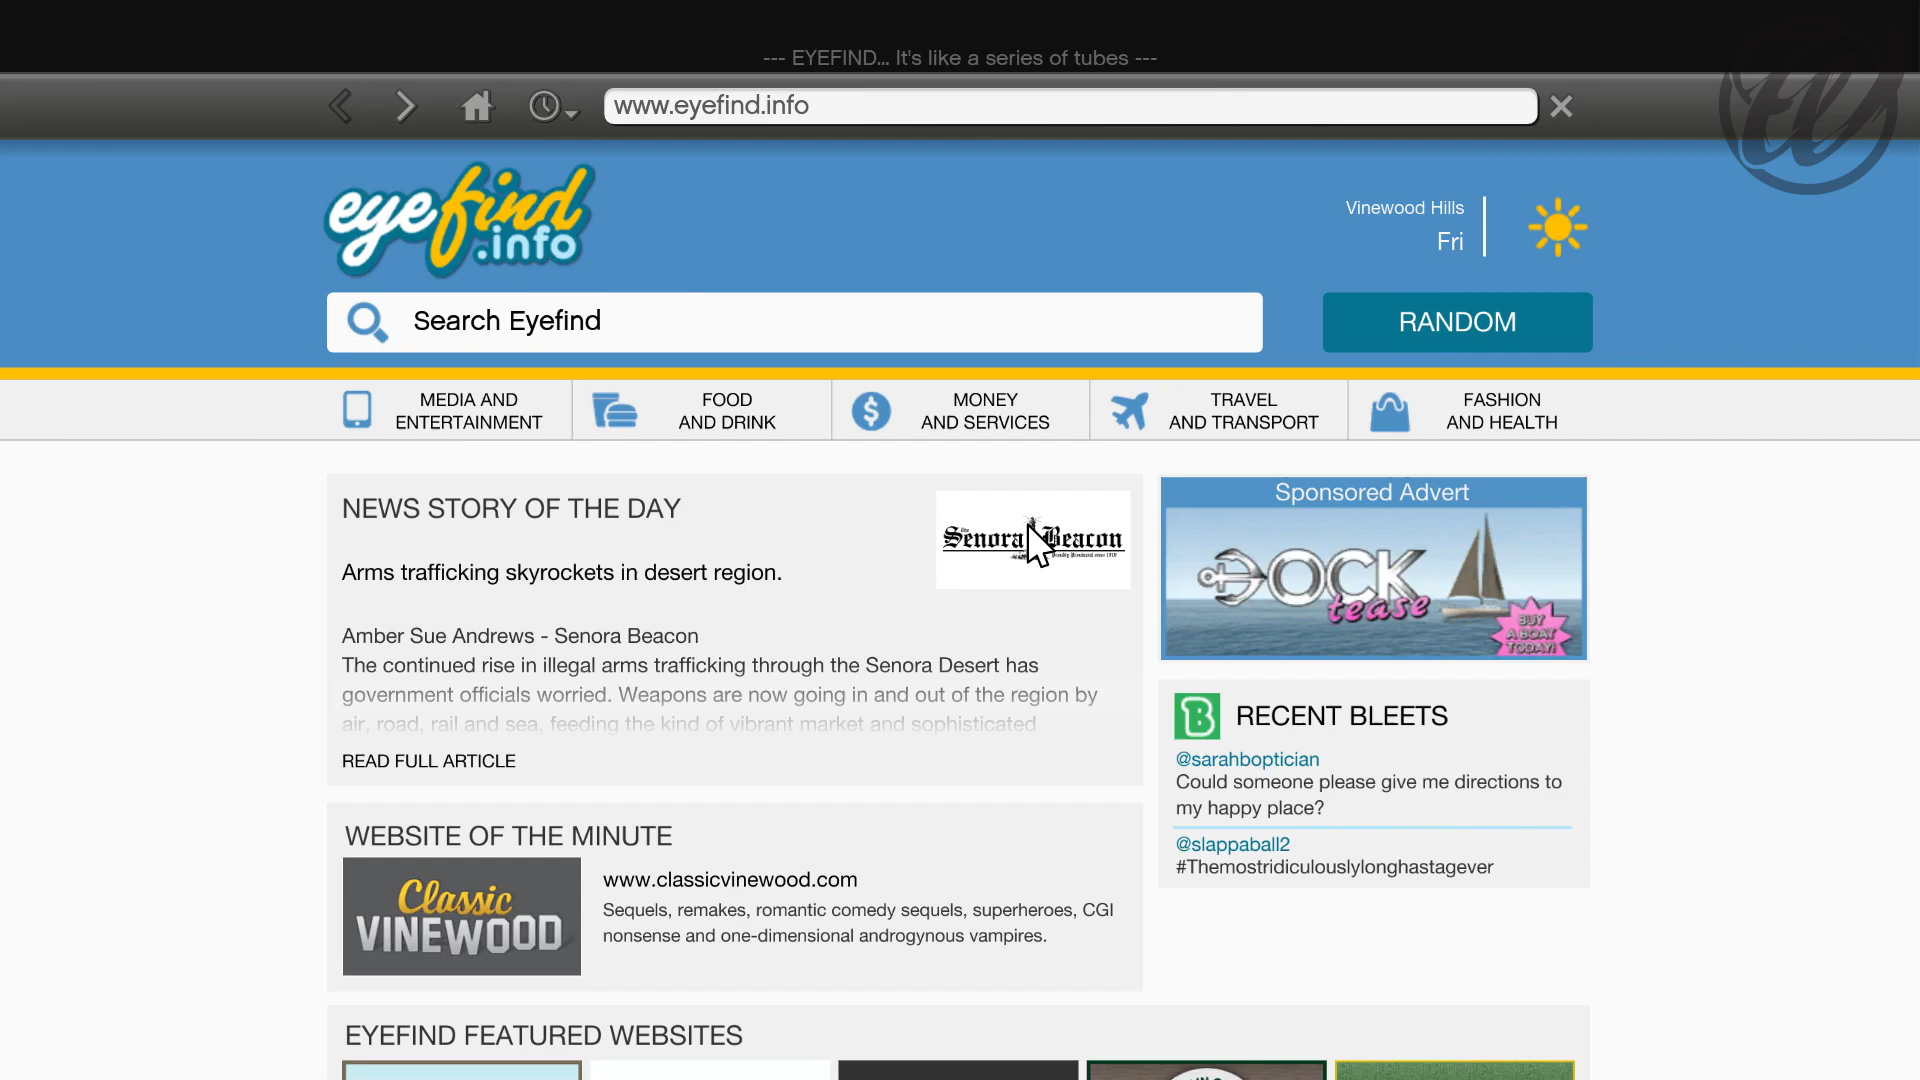 --- EYEFIND... It's like a series of tubes ---
www.eyefind.info
eyefind
.info
Vinewood Hills
Fri
Search Eyefind
RANDOM
MEDIA AND
ENTERTAINMENT
FOOD
AND DRINK
MONEY
AND SERVICES
TRAVEL
AND TRANSPORT
FASHION
AND HEALTH
NEWS STORY OF THE DAY
The
Senora Beacon
Proudly Provincial since 1919
Arms trafficking skyrockets in desert region.
Amber Sue Andrews - Senora Beacon
The continued rise in illegal arms trafficking through the Senora Desert has
government officials worried. Weapons are now going in and out of the region by
air, road, rail and sea, feeding the kind of vibrant market and sophisticated
READ FULL ARTICLE
Sponsored Advert
DOCK
tease
BUY
A BOAT
TODAY!
B RECENT BLEETS
@sarahboptician
Could someone please give me directions to
my happy place?
@slappaball2
#Themostridiculouslylonghastagever
WEBSITE OF THE MINUTE
Classic
VINEWOOD
www.classicvinewood.com
Sequels, remakes, romantic comedy sequels, superheroes, CGI
nonsense and one-dimensional androgynous vampires.
EYEFIND FEATURED WEBSITES